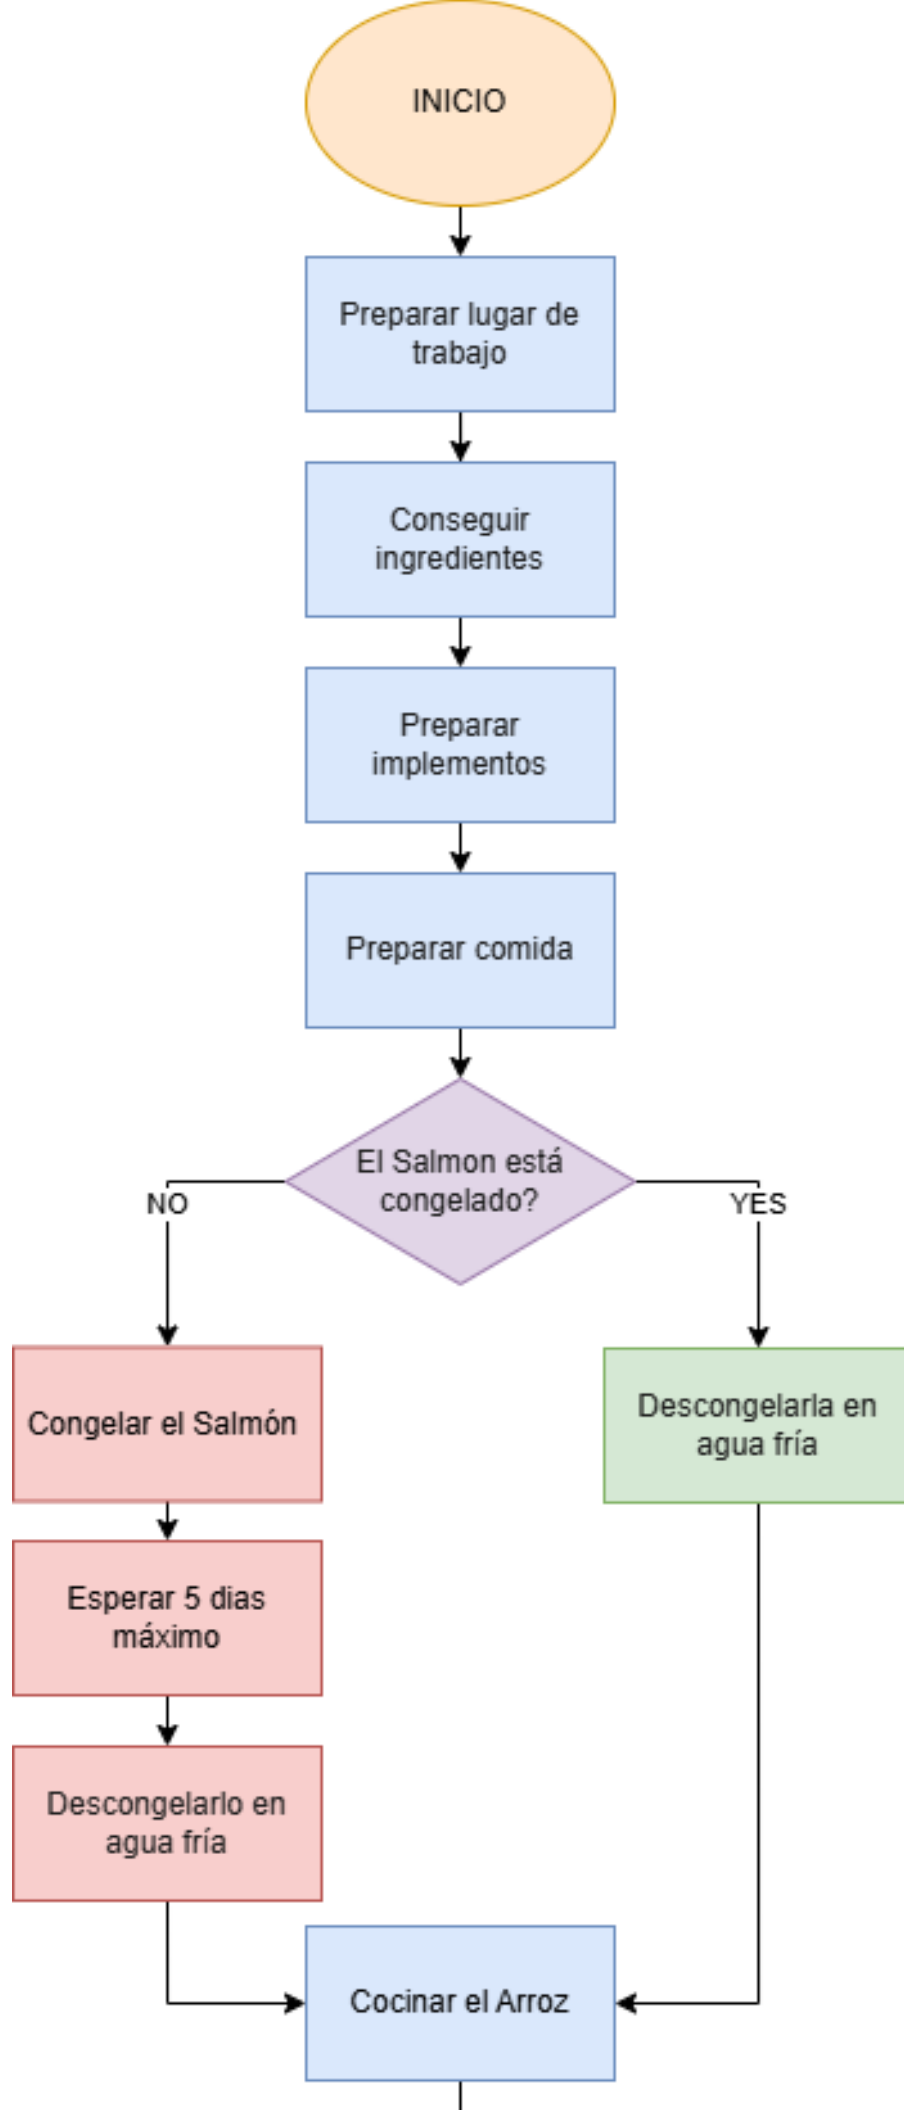 INICIO
Preparar lugar de
trabajo
Conseguir
ingredientes
Preparar
implementos
Preparar comida
El Salmon está
congelado?
NO
YES
Congelar el Salmón
Descongelarla en
agua fría
Esperar 5 dias
máximo
Descongelarlo en
agua fría
Cocinar el Arroz